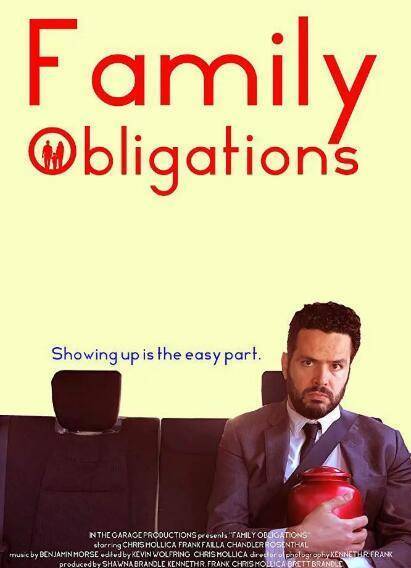 Family
Obligations
Showing up is the easy part.
IN THE GARAGE PRODUCTIONS presents "FAMILY OBLIGATIONS"
starring CHRIS MOLLICA FRANK FAILLA CHANDLER ROSENTHAL
music by BENJAMIN MORSE edited by KEVIN WOLFRING CHRIS MOLLICA director of photography KENNETH R. FRANK
produced by SHAWNA BRANDLE KENNETH R. FRANK CHRIS MOLLICA BRETT BRANDLE